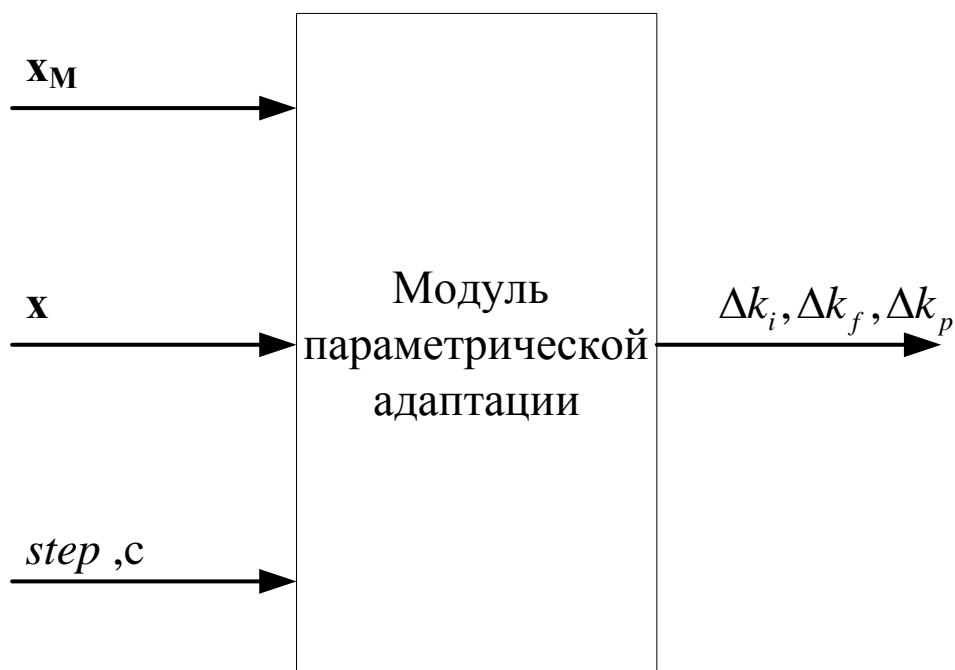 x_M
x
step ,с
Модуль
параметрической
адаптации
Δk_i, Δk_f, Δk_p